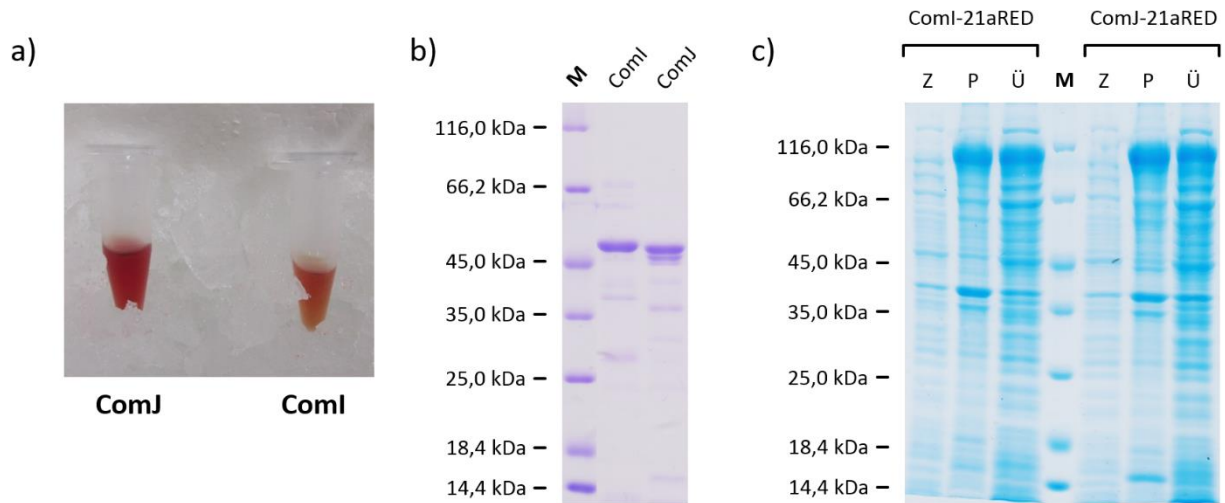 a)
ComJ
ComI
b)
M
ComI
ComJ
116,0 kDa –
66,2 kDa –
45,0 kDa –
35,0 kDa –
25,0 kDa –
18,4 kDa –
14,4 kDa –
c)
ComI-21aRED
ComJ-21aRED
Z P Ü M Z P Ü
116,0 kDa –
66,2 kDa –
45,0 kDa –
35,0 kDa –
25,0 kDa –
18,4 kDa –
14,4 kDa –